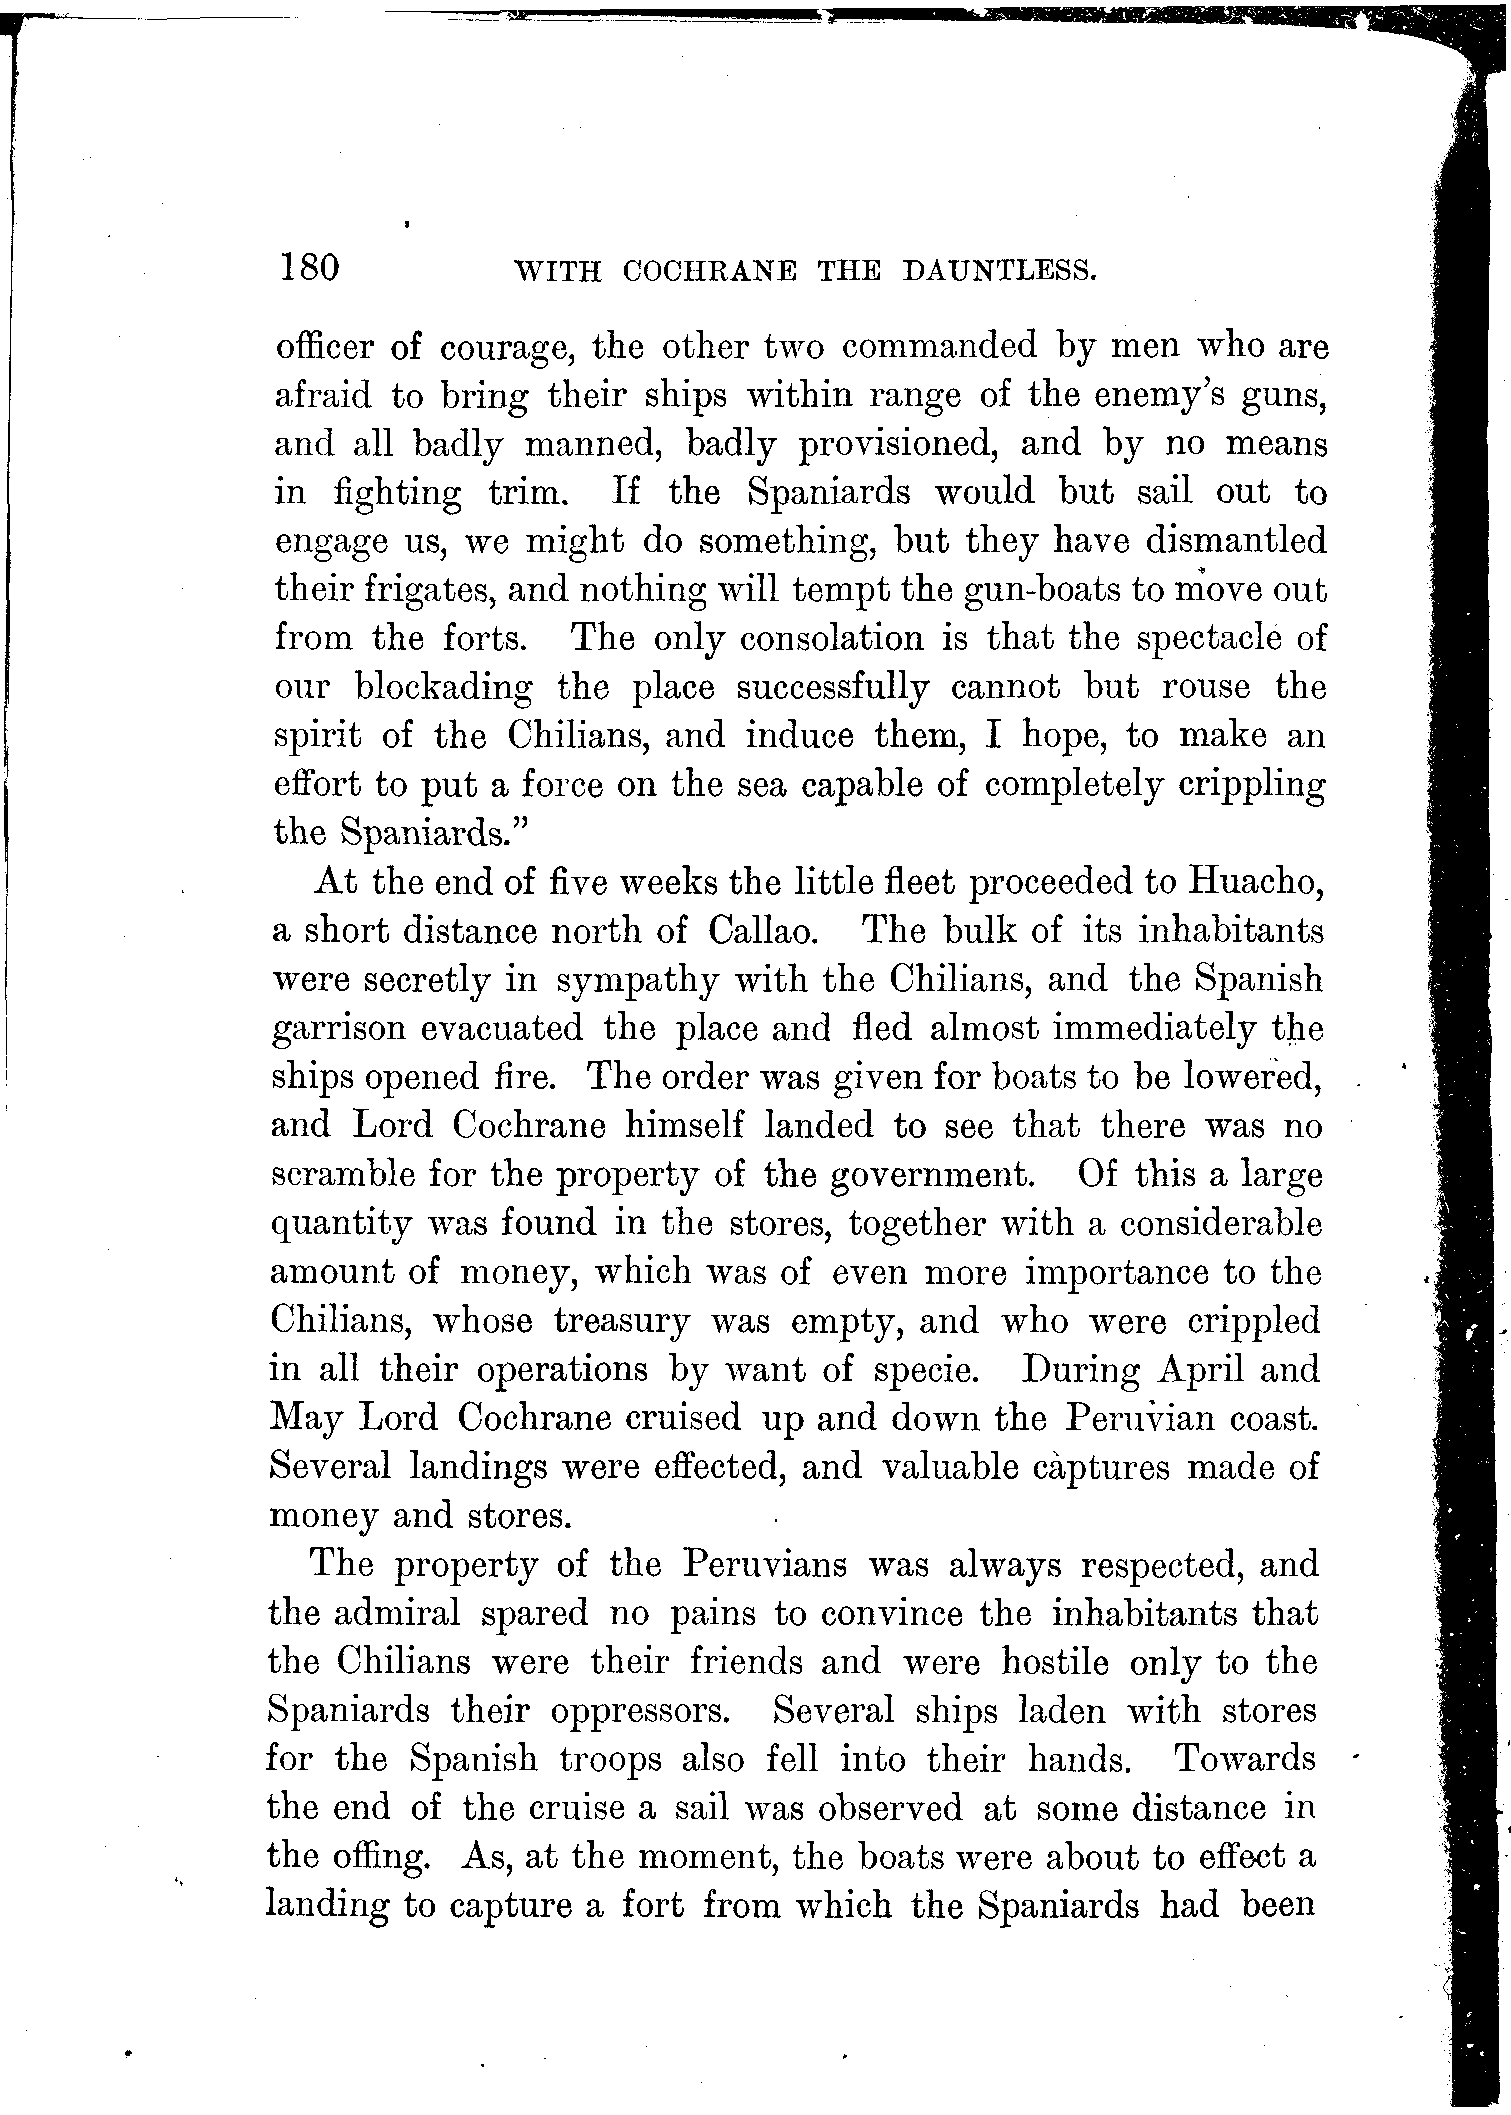 180 WITH COCHRANE THE DAUNTLESS.
officer of courage, the other two commanded by men who are
afraid to bring their ships within range of the enemy's guns,
and all badly manned, badly provisioned, and by no means
in fighting trim. If the Spaniards would but sail out to
engage us, we might do something, but they have dismantled
their frigates, and nothing will tempt the gun-boats to move out
from the forts. The only consolation is that the spectacle of
our blockading the place successfully cannot but rouse the
spirit of the Chilians, and induce them, I hope, to make an
effort to put a force on the sea capable of completely crippling
the Spaniards."
At the end of five weeks the little fleet proceeded to Huacho,
a short distance north of Callao. The bulk of its inhabitants
were secretly in sympathy with the Chilians, and the Spanish
garrison evacuated the place and fled almost immediately the
ships opened fire. The order was given for boats to be lowered,
and Lord Cochrane himself landed to see that there was no
scramble for the property of the government. Of this a large
quantity was found in the stores, together with a considerable
amount of money, which was of even more importance to the
Chilians, whose treasury was empty, and who were crippled
in all their operations by want of specie. During April and
May Lord Cochrane cruised up and down the Peruvian coast.
Several landings were effected, and valuable captures made of
money and stores.
The property of the Peruvians was always respected, and
the admiral spared no pains to convince the inhabitants that
the Chilians were their friends and were hostile only to the
Spaniards their oppressors. Several ships laden with stores
for the Spanish troops also fell into their hands. Towards
the end of the cruise a sail was observed at some distance in
the offing. As, at the moment, the boats were about to effect a
landing to capture a fort from which the Spaniards had been